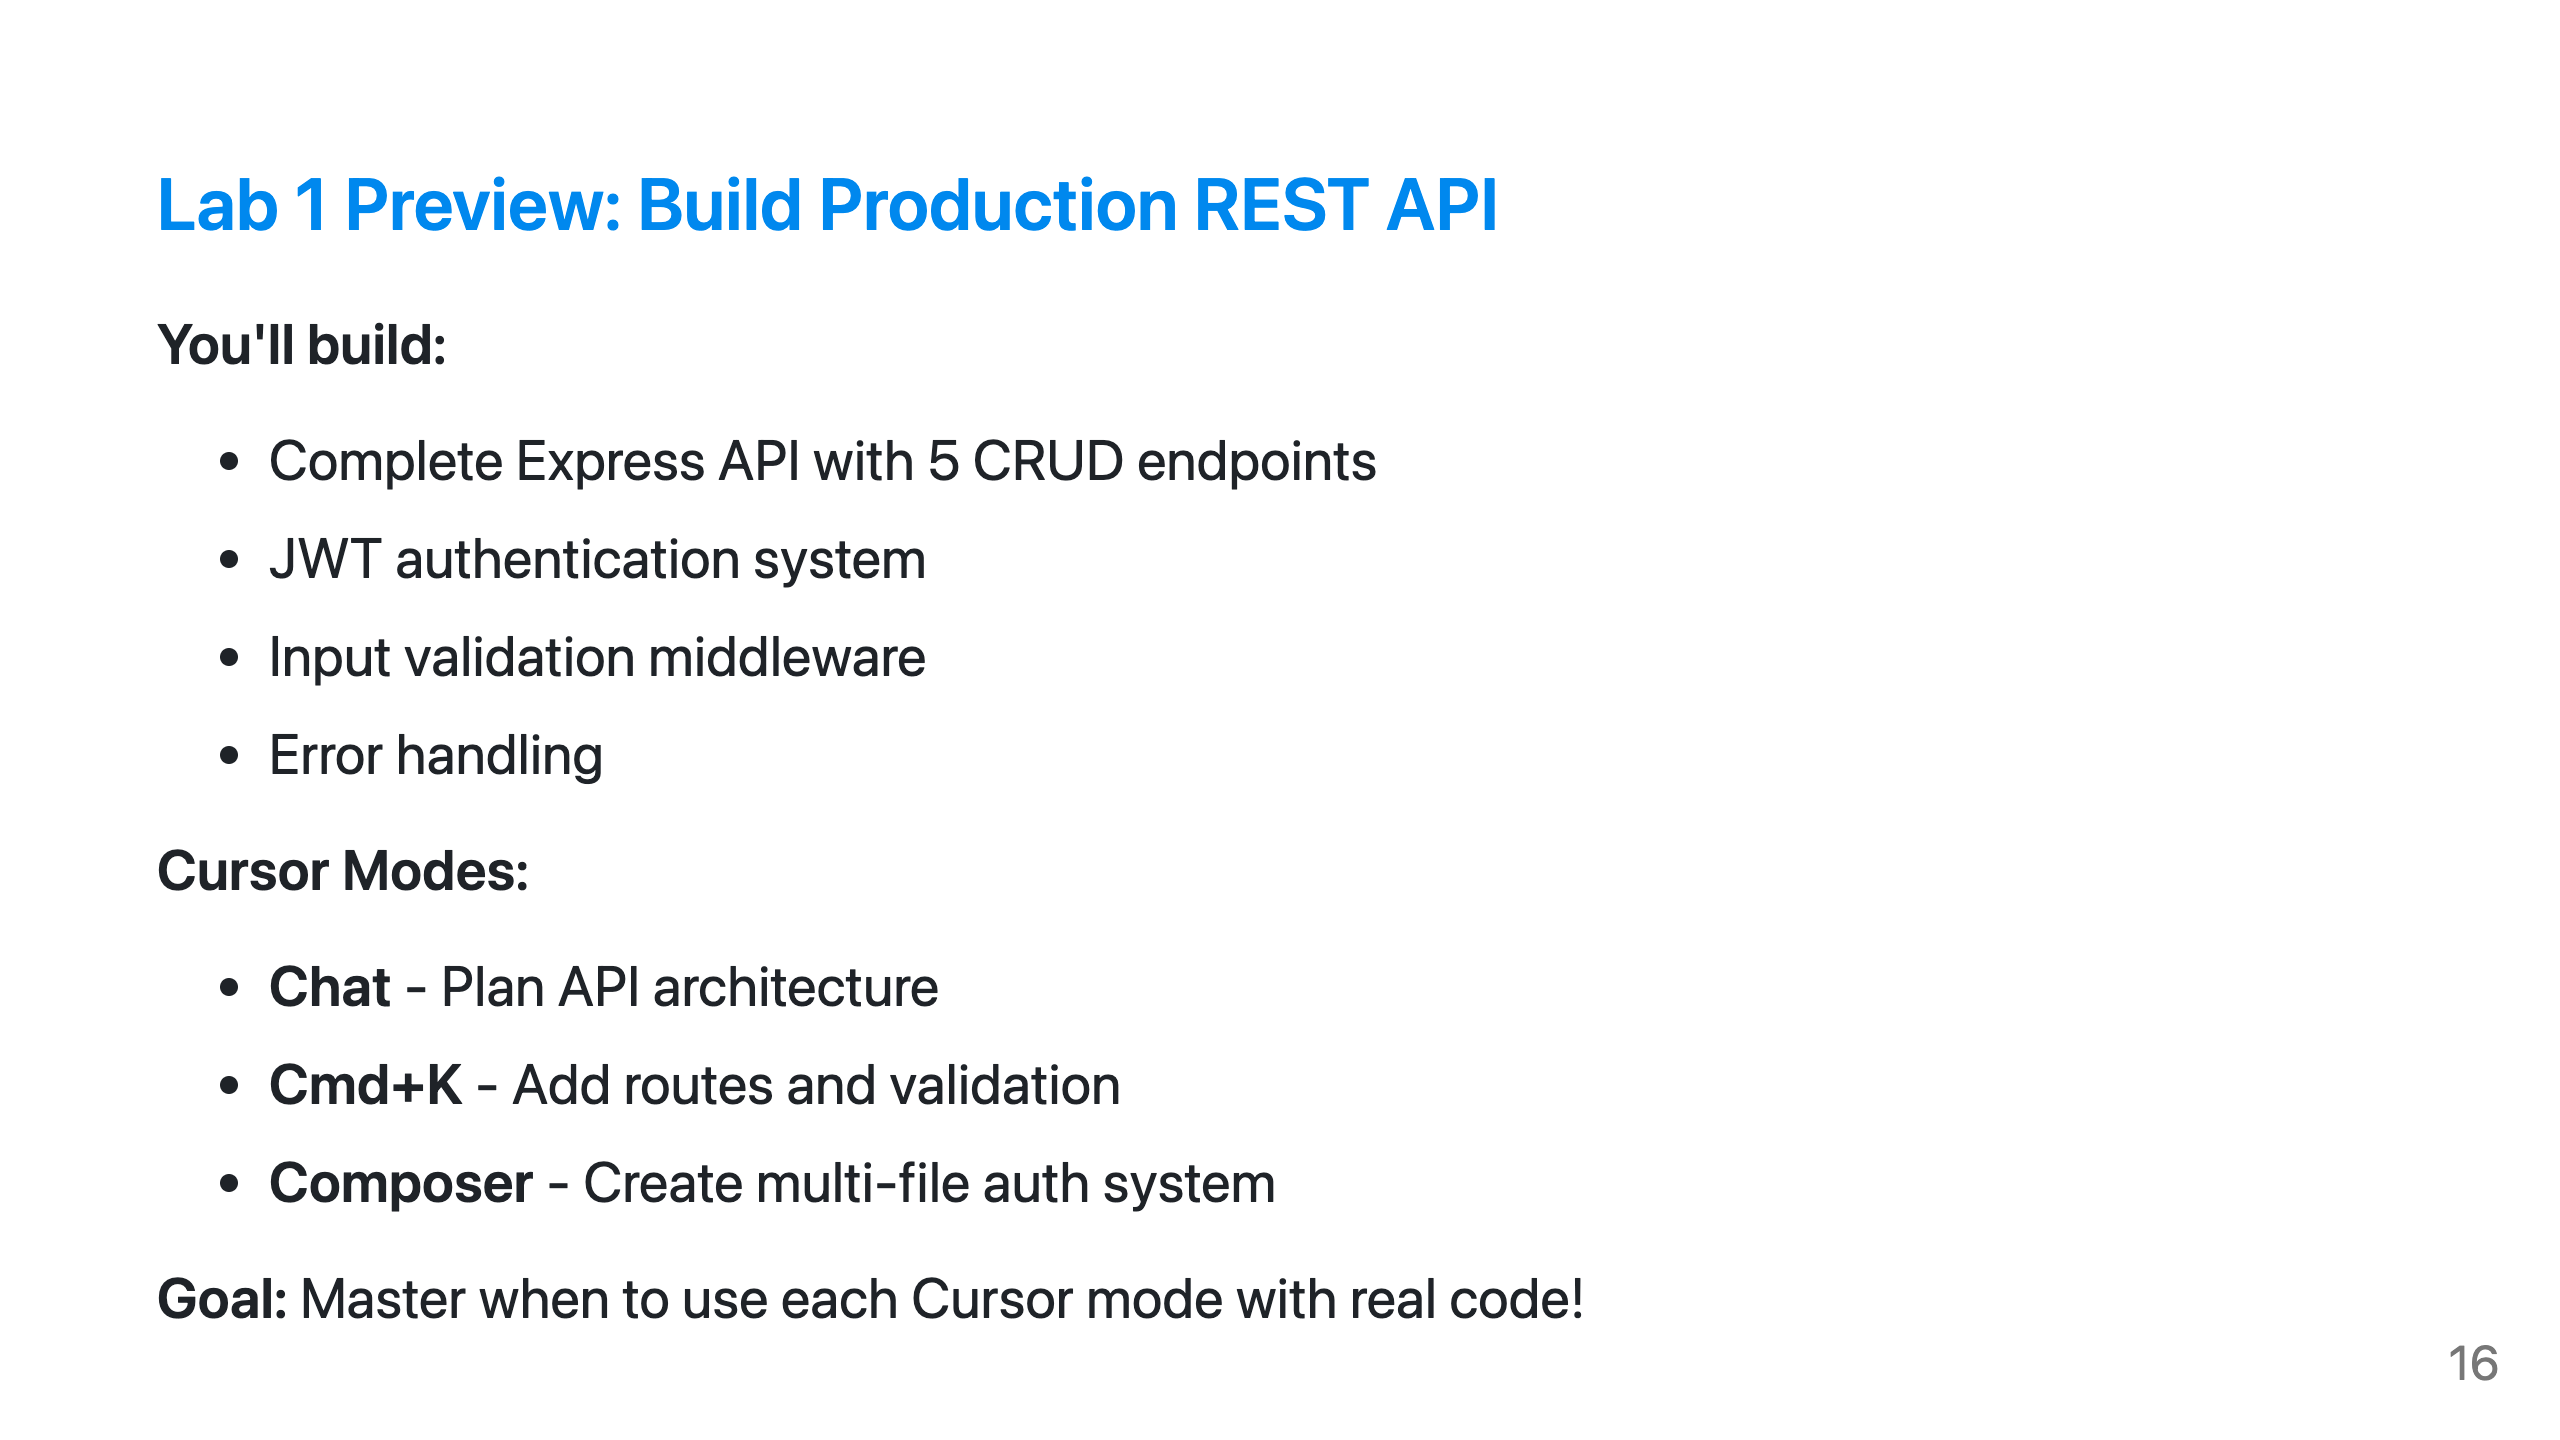 Lab 1 Preview: Build Production REST API
You'll build:
• Complete Express API with 5 CRUD endpoints
• JWT authentication system
• Input validation middleware
• Error handling
Cursor Modes:
• Chat - Plan API architecture
• Cmd+K - Add routes and validation
• Composer - Create multi-file auth system
Goal: Master when to use each Cursor mode with real code!
16